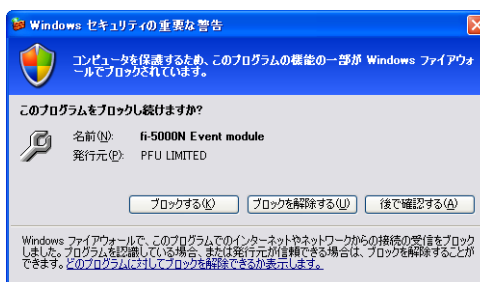 Windows セキュリティの重要な警告
コンピュータを保護するため、このプログラムの機能の一部が Windows ファイアウォ
ールでブロックされています。
このプログラムをブロックし続けますか?
名前(N): fi-5000N Event module
発行元(P): PFU LIMITED
ブロックする(K) ブロックを解除する(U) 後で確認する(A)
Windows ファイアウォールで、このプログラムでのインターネットやネットワークからの接続の受信をブロック
しました。プログラムを認識している場合、または発行元が信頼できる場合は、ブロックを解除することが
できます。どのプログラムに対してブロックを解除できるか表示します。